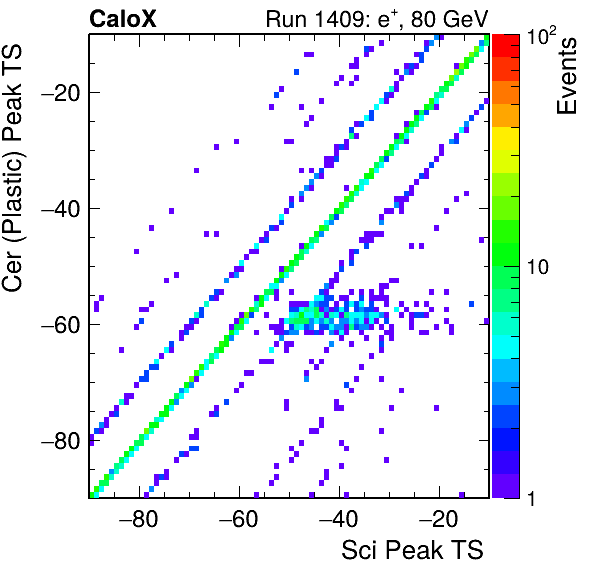 CaloX Run 1409: e⁺, 80 GeV
Cer (Plastic) Peak TS
−20
−40
−60
−80
−80 −60 −40 −20
Sci Peak TS
10²
10
1
Events